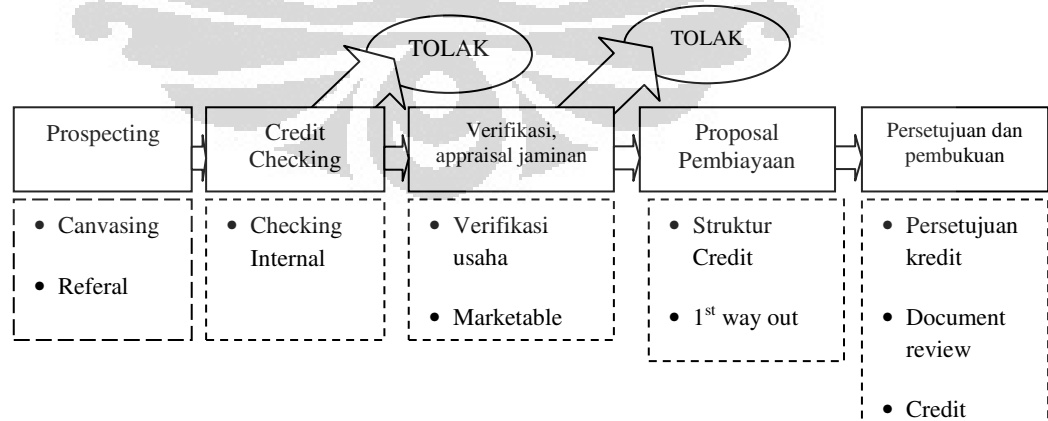 TOLAK
TOLAK
Prospecting
Credit
Checking
Verifikasi,
appraisal jaminan
Proposal
Pembiayaan
Persetujuan dan
pembukuan
• Canvasing
• Referal
• Checking
Internal
• Verifikasi
usaha
• Marketable
• Struktur
Credit
• 1st way out
• Persetujuan
kredit
• Document
review
• Credit